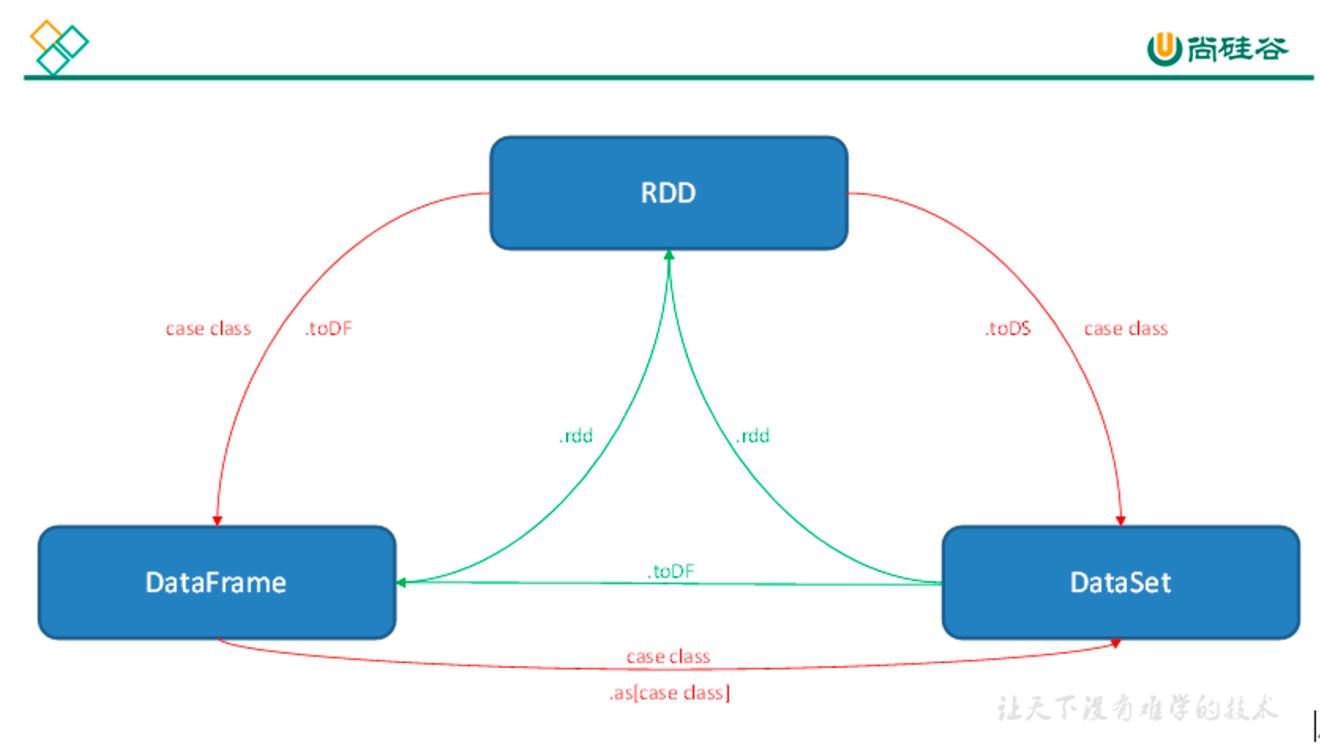 尚硅谷
RDD
case class
.toDF
.toDS
case class
.rdd
.rdd
DataFrame
.toDF
DataSet
case class
.as[case class]
让天下没有难学的技术